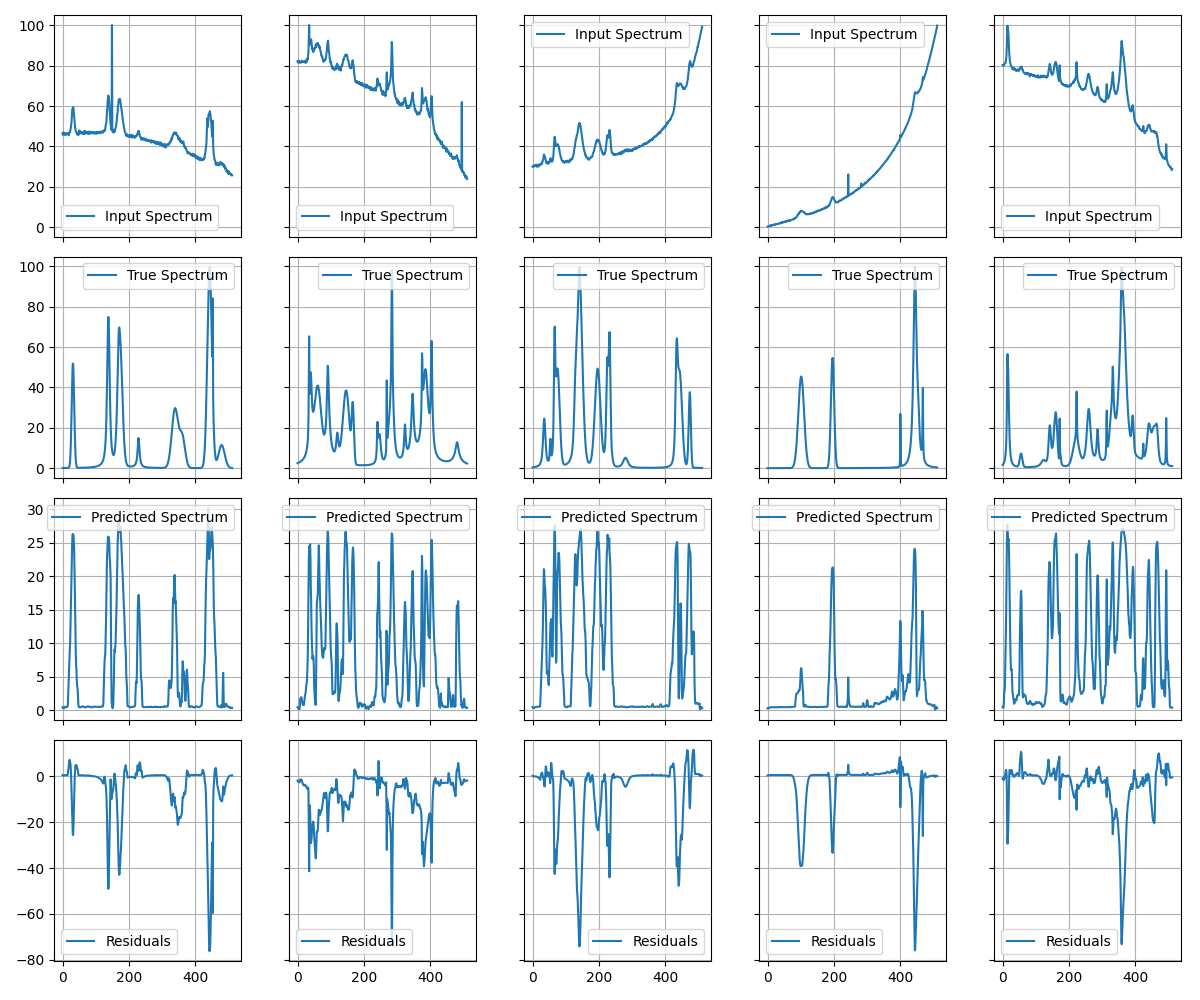 100
80
60
40
20
0
Input Spectrum
Input Spectrum
Input Spectrum
Input Spectrum
Input Spectrum
0 200 400
0 200 400
0 200 400
0 200 400
0 200 400
100
80
60
40
20
0
True Spectrum
True Spectrum
True Spectrum
True Spectrum
True Spectrum
30
25
20
15
10
5
0
Predicted Spectrum
Predicted Spectrum
Predicted Spectrum
Predicted Spectrum
Predicted Spectrum
0
−20
−40
−60
−80
Residuals
Residuals
Residuals
Residuals
Residuals